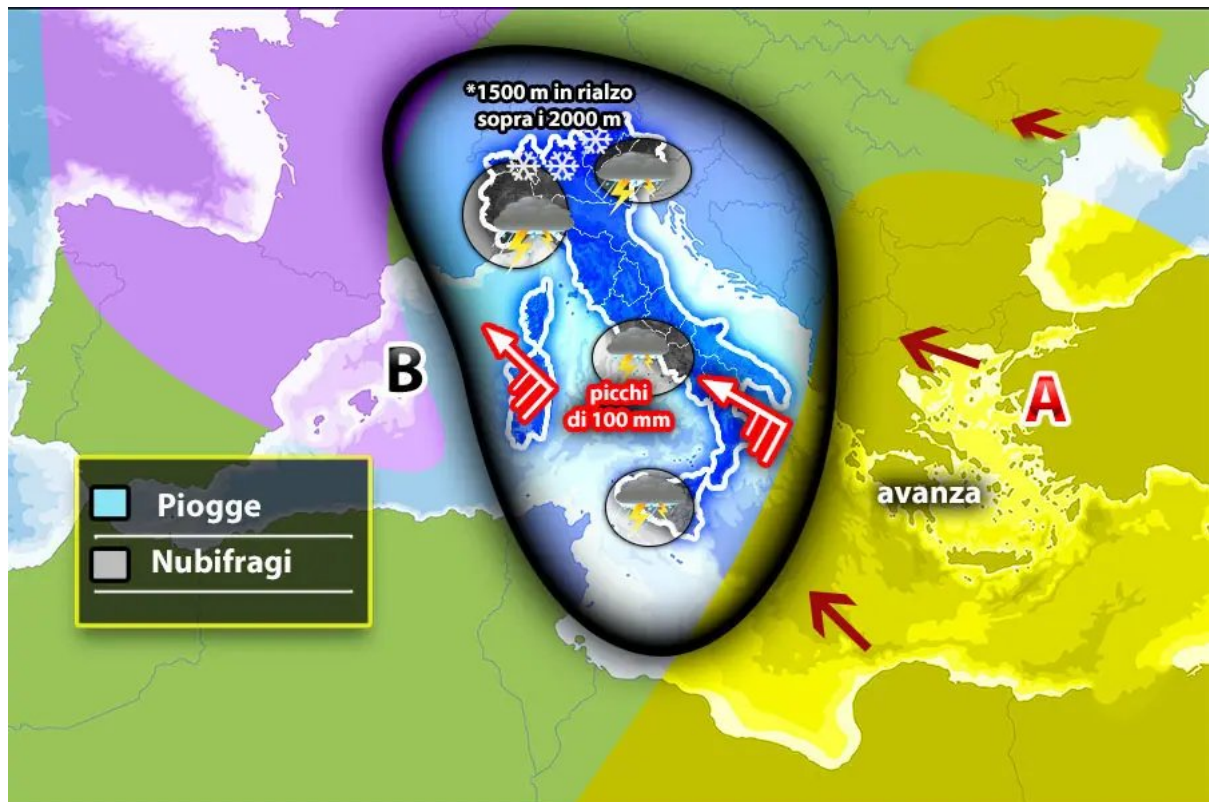 *1500 m in rialzo
sopra i 2000 m
B
picchi
di 100 mm
A
avanza
Piogge
Nubifragi